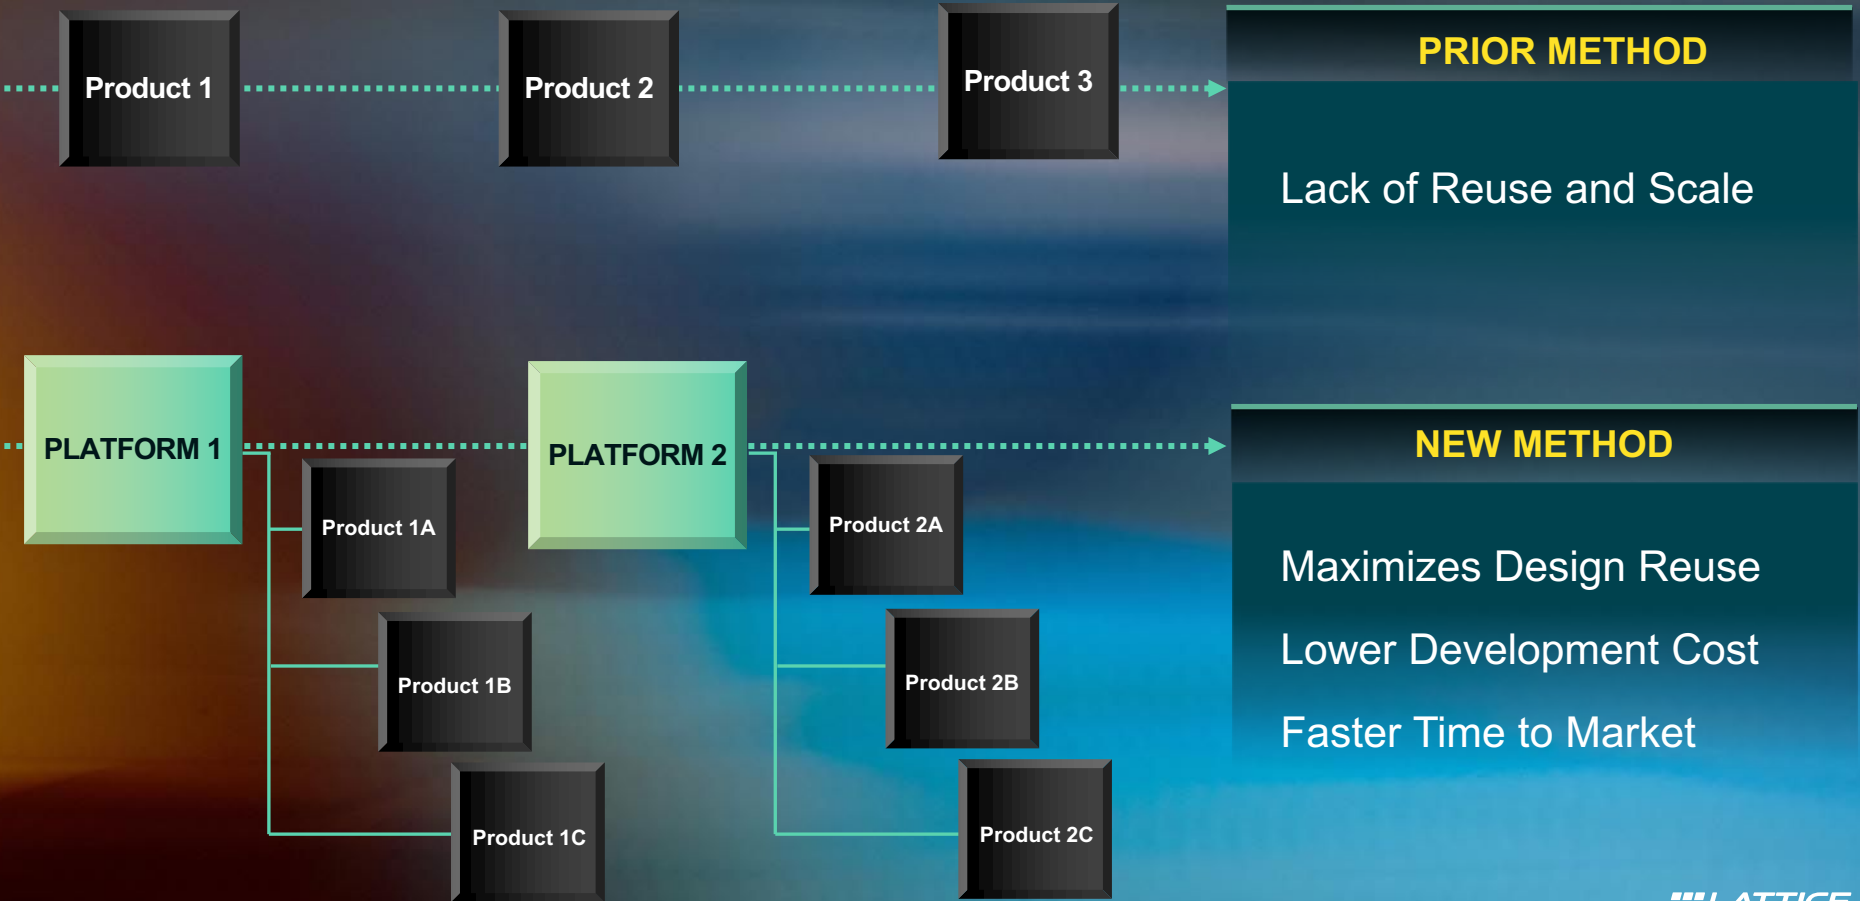 Product 1
Product 2
Product 3
PRIOR METHOD
Lack of Reuse and Scale
PLATFORM 1
Product 1A
Product 1B
Product 1C
PLATFORM 2
Product 2A
Product 2B
Product 2C
NEW METHOD
Maximizes Design Reuse
Lower Development Cost
Faster Time to Market
LATTICE